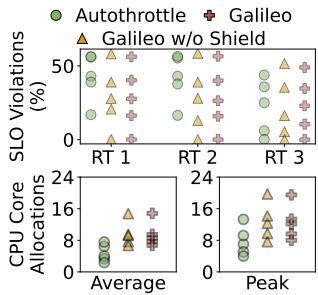 Autothrottle Galileo
Galileo w/o Shield
SLO Violations
(%)
50
0
RT 1 RT 2 RT 3
CPU Core
Allocations
24
16
8
0
Average
24
16
8
0
Peak